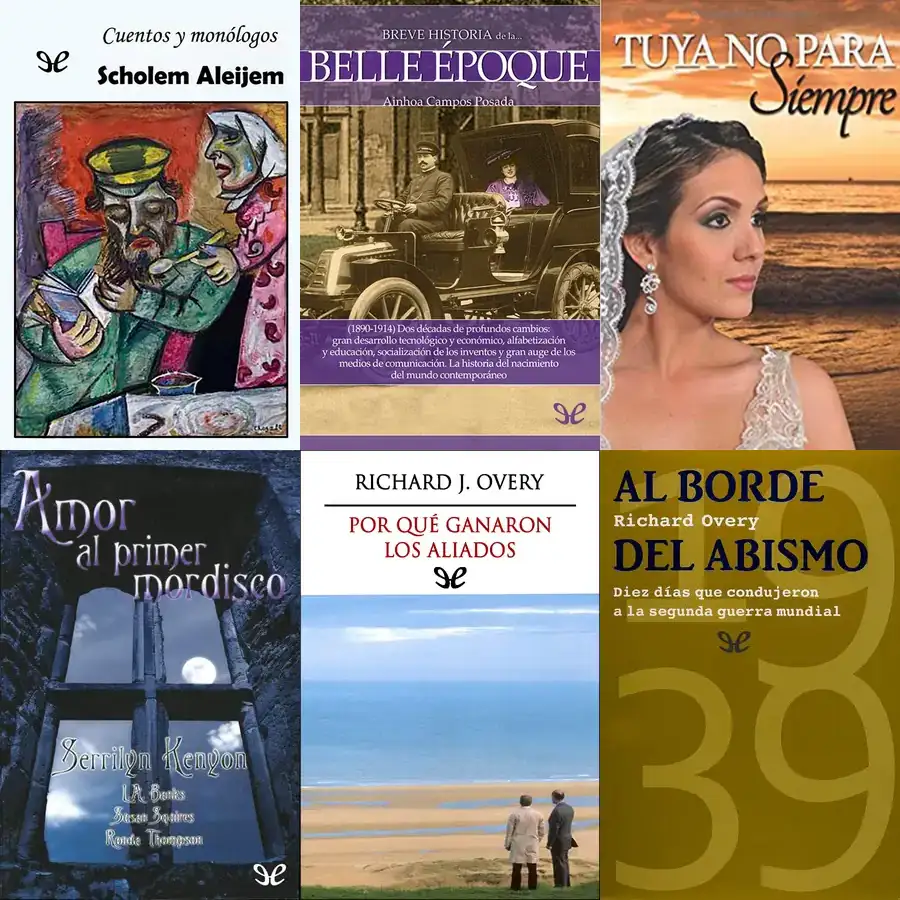 Cuentos y monólogos
Scholem Aleijem
BREVE HISTORIA de la...
BELLE ÉPOQUE
Ainhoa Campos Posada
(1890-1914) Dos décadas de profundos cambios:
gran desarrollo tecnológico y económico, alfabetización
y educación, socialización de los inventos y gran auge de los
medios de comunicación. La historia del nacimiento
del mundo contemporáneo
TUYA NO PARA
Siempre
Amor
al primer
mordisco
Serrilyn Kenyon
L.A. Banks
Susan Squires
Ronda Thompson
RICHARD J. OVERY
POR QUÉ GANARON
LOS ALIADOS
AL BORDE
Richard Overy
DEL ABISMO
Diez días que condujeron
a la segunda guerra mundial
19
39